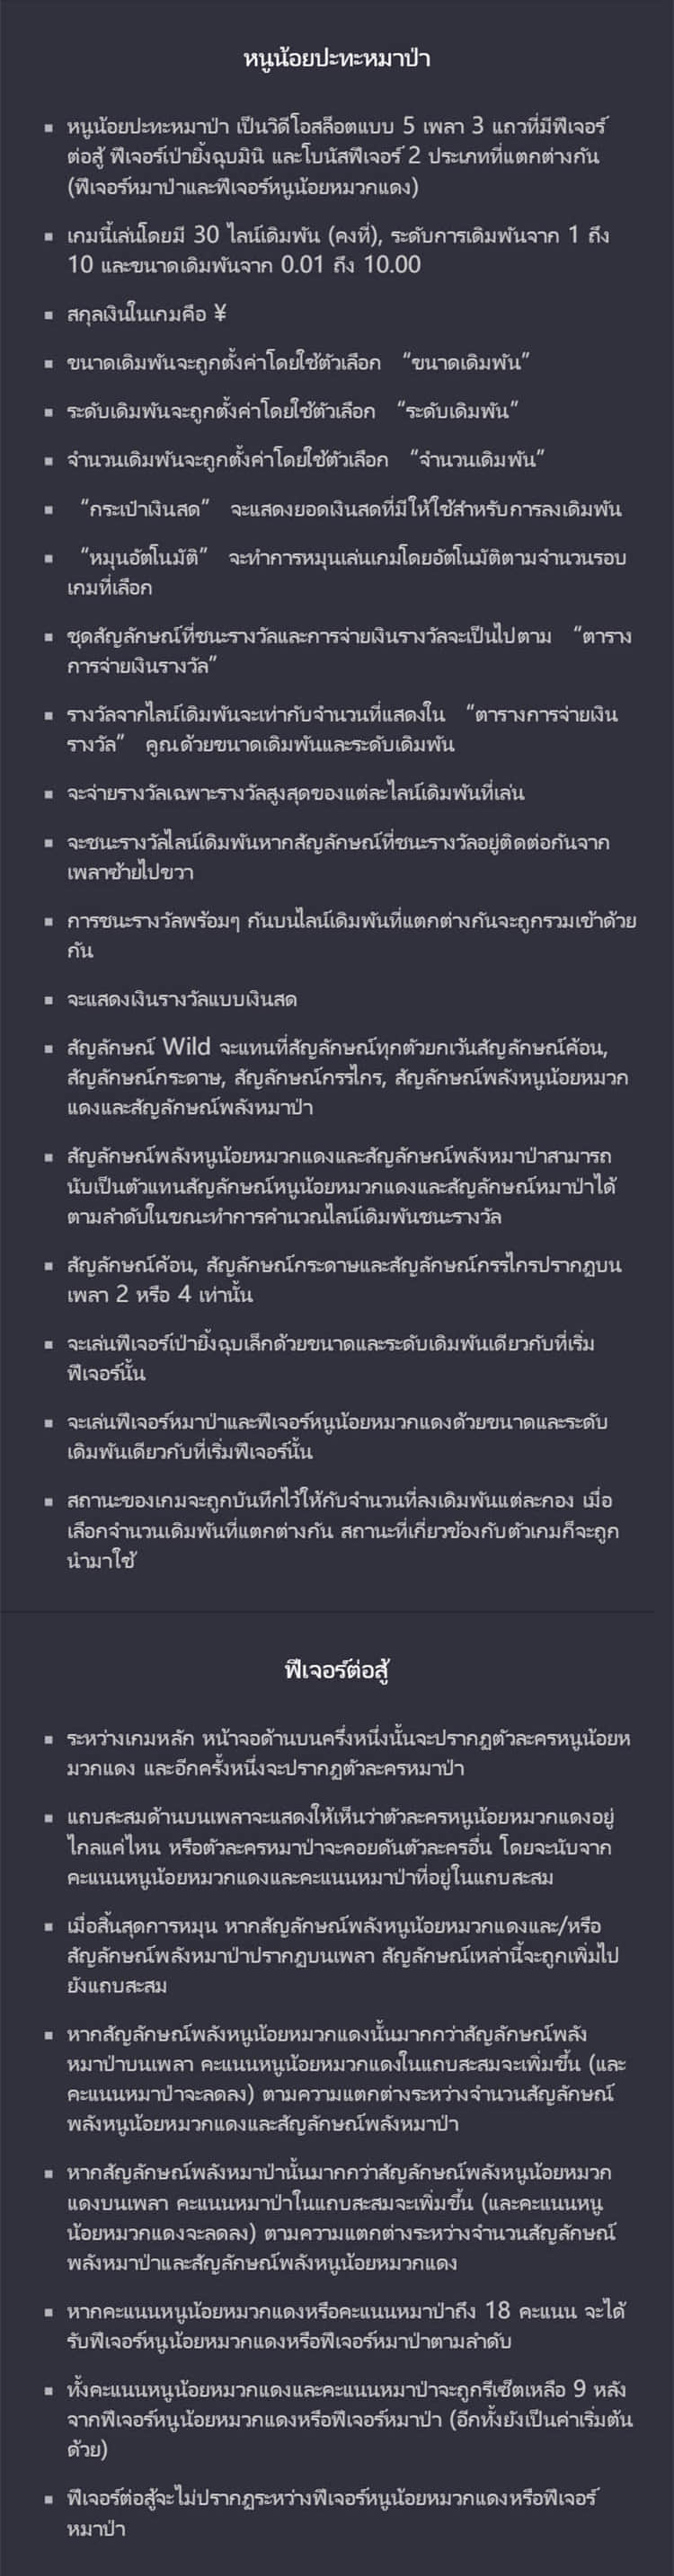 หนูน้อยปะทะหมาป่า
▪ หนูน้อยปะทะหมาป่า เป็นวิดีโอสล็อตแบบ 5 เพลา 3 แถวที่มีฟีเจอร์
ต่อสู้ ฟีเจอร์เป่ายิ้งฉุบมินิ และโบนัสฟีเจอร์ 2 ประเภทที่แตกต่างกัน
(ฟีเจอร์หมาป่าและฟีเจอร์หนูน้อยหมวกแดง)
▪ เกมนี้เล่นโดยมี 30 ไลน์เดิมพัน (คงที่), ระดับการเดิมพันจาก 1 ถึง
10 และขนาดเดิมพันจาก 0.01 ถึง 10.00
▪ สกุลเงินในเกมคือ ¥
▪ ขนาดเดิมพันจะถูกตั้งค่าโดยใช้ตัวเลือก “ขนาดเดิมพัน”
▪ ระดับเดิมพันจะถูกตั้งค่าโดยใช้ตัวเลือก “ระดับเดิมพัน”
▪ จำนวนเดิมพันจะถูกตั้งค่าโดยใช้ตัวเลือก “จำนวนเดิมพัน”
▪ “กระเป๋าเงินสด” จะแสดงยอดเงินสดที่มีให้ใช้สำหรับการลงเดิมพัน
▪ “หมุนอัตโนมัติ” จะทำการหมุนเล่นเกมโดยอัตโนมัติตามจำนวนรอบ
เกมที่เลือก
▪ ชุดสัญลักษณ์ที่ชนะรางวัลและการจ่ายเงินรางวัลจะเป็นไปตาม “ตาราง
การจ่ายเงินรางวัล”
▪ รางวัลจากไลน์เดิมพันจะเท่ากับจำนวนที่แสดงใน “ตารางการจ่ายเงิน
รางวัล” คูณด้วยขนาดเดิมพันและระดับเดิมพัน
▪ จะจ่ายรางวัลเฉพาะรางวัลสูงสุดของแต่ละไลน์เดิมพันที่เล่น
▪ จะชนะรางวัลไลน์เดิมพันหากสัญลักษณ์ที่ชนะรางวัลอยู่ติดต่อกันจาก
เพลาซ้ายไปขวา
▪ การชนะรางวัลพร้อมๆ กันบนไลน์เดิมพันที่แตกต่างกันจะถูกรวมเข้าด้วย
กัน
▪ จะแสดงเงินรางวัลแบบเงินสด
▪ สัญลักษณ์ Wild จะแทนที่สัญลักษณ์ทุกตัวยกเว้นสัญลักษณ์ค้อน,
สัญลักษณ์กระดาษ, สัญลักษณ์กรรไกร, สัญลักษณ์พลังหนูน้อยหมวก
แดงและสัญลักษณ์พลังหมาป่า
▪ สัญลักษณ์พลังหนูน้อยหมวกแดงและสัญลักษณ์พลังหมาป่าสามารถ
นับเป็นตัวแทนสัญลักษณ์หนูน้อยหมวกแดงและสัญลักษณ์หมาป่าได้
ตามลำดับในขณะทำการคำนวณไลน์เดิมพันชนะรางวัล
▪ สัญลักษณ์ค้อน, สัญลักษณ์กระดาษและสัญลักษณ์กรรไกรปรากฏบน
เพลา 2 หรือ 4 เท่านั้น
▪ จะเล่นฟีเจอร์เป่ายิ้งฉุบเล็กด้วยขนาดและระดับเดิมพันเดียวกับที่เริ่ม
ฟีเจอร์นั้น
▪ จะเล่นฟีเจอร์หมาป่าและฟีเจอร์หนูน้อยหมวกแดงด้วยขนาดและระดับ
เดิมพันเดียวกับที่เริ่มฟีเจอร์นั้น
▪ สถานะของเกมจะถูกบันทึกไว้ให้กับจำนวนที่ลงเดิมพันแต่ละกอง เมื่อ
เลือกจำนวนเดิมพันที่แตกต่างกัน สถานะที่เกี่ยวข้องกับตัวเกมก็จะถูก
นำมาใช้
ฟีเจอร์ต่อสู้
▪ ระหว่างเกมหลัก หน้าจอด้านบนครึ่งหนึ่งนั้นจะปรากฏตัวละครหนูน้อยห
มวกแดง และอีกครั้งหนึ่งจะปรากฏตัวละครหมาป่า
▪ แถบสะสมด้านบนเพลาจะแสดงให้เห็นว่าตัวละครหนูน้อยหมวกแดงอยู่
ไกลแค่ไหน หรือตัวละครหมาป่าจะคอยดันตัวละครอื่น โดยจะนับจาก
คะแนนหนูน้อยหมวกแดงและคะแนนหมาป่าที่อยู่ในแถบสะสม
▪ เมื่อสิ้นสุดการหมุน หากสัญลักษณ์พลังหนูน้อยหมวกแดงและ/หรือ
สัญลักษณ์พลังหมาป่าปรากฏบนเพลา สัญลักษณ์เหล่านี้จะถูกเพิ่มไป
ยังแถบสะสม
▪ หากสัญลักษณ์พลังหนูน้อยหมวกแดงนั้นมากกว่าสัญลักษณ์พลัง
หมาป่าบนเพลา คะแนนหนูน้อยหมวกแดงในแถบสะสมจะเพิ่มขึ้น (และ
คะแนนหมาป่าจะลดลง) ตามความแตกต่างระหว่างจำนวนสัญลักษณ์
พลังหนูน้อยหมวกแดงและสัญลักษณ์พลังหมาป่า
▪ หากสัญลักษณ์พลังหมาป่านั้นมากกว่าสัญลักษณ์พลังหนูน้อยหมวก
แดงบนเพลา คะแนนหมาป่าในแถบสะสมจะเพิ่มขึ้น (และคะแนนหนู
น้อยหมวกแดงจะลดลง) ตามความแตกต่างระหว่างจำนวนสัญลักษณ์
พลังหมาป่าและสัญลักษณ์พลังหนูน้อยหมวกแดง
▪ หากคะแนนหนูน้อยหมวกแดงหรือคะแนนหมาป่าถึง 18 คะแนน จะได้
รับฟีเจอร์หนูน้อยหมวกแดงหรือฟีเจอร์หมาป่าตามลำดับ
▪ ทั้งคะแนนหนูน้อยหมวกแดงและคะแนนหมาป่าจะถูกรีเซ็ตเหลือ 9 หลัง
จากฟีเจอร์หนูน้อยหมวกแดงหรือฟีเจอร์หมาป่า (อีกทั้งยังเป็นค่าเริ่มต้น
ด้วย)
▪ ฟีเจอร์ต่อสู้จะไม่ปรากฏระหว่างฟีเจอร์หนูน้อยหมวกแดงหรือฟีเจอร์
หมาป่า